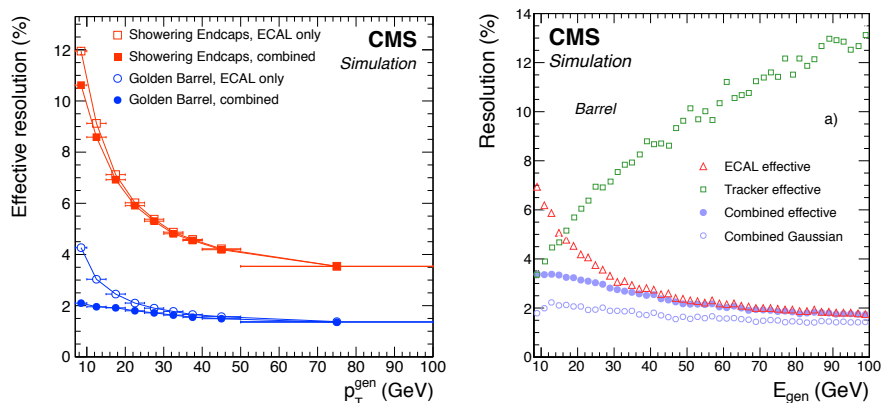 Effective resolution (%)
12
10
8
6
4
2
0
Showering Endcaps, ECAL only
Showering Endcaps, combined
Golden Barrel, ECAL only
Golden Barrel, combined
CMS
Simulation
10 20 30 40 50 60 70 80 90 100
p_T^gen (GeV)
Resolution (%)
14
12
10
8
6
4
2
0
CMS
Simulation
Barrel
a)
ECAL effective
Tracker effective
Combined effective
Combined Gaussian
10 20 30 40 50 60 70 80 90 100
E_gen (GeV)